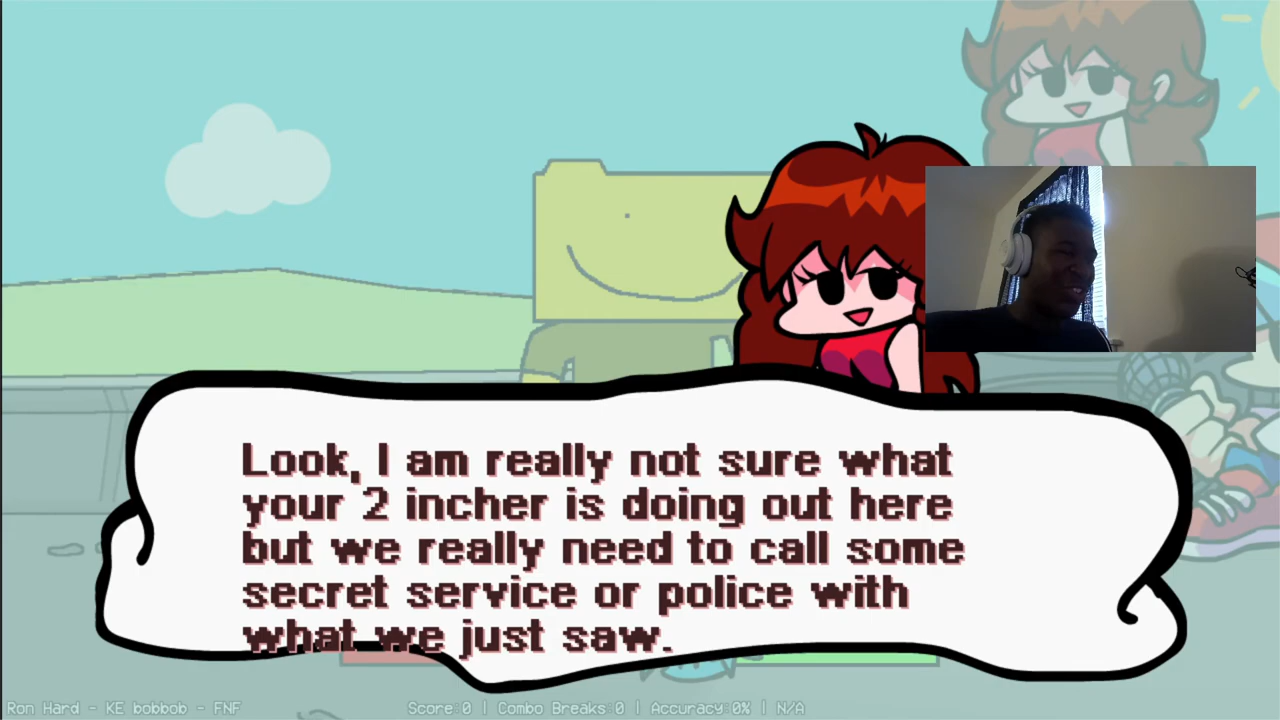 Look, I am really not sure what
your 2 incher is doing out here
but we really need to call some
secret service or police with
what we just saw.
Ron Hard - KE bobbob - FNF
Score:0 | Combo Breaks:0 | Accuracy:0% | N/A